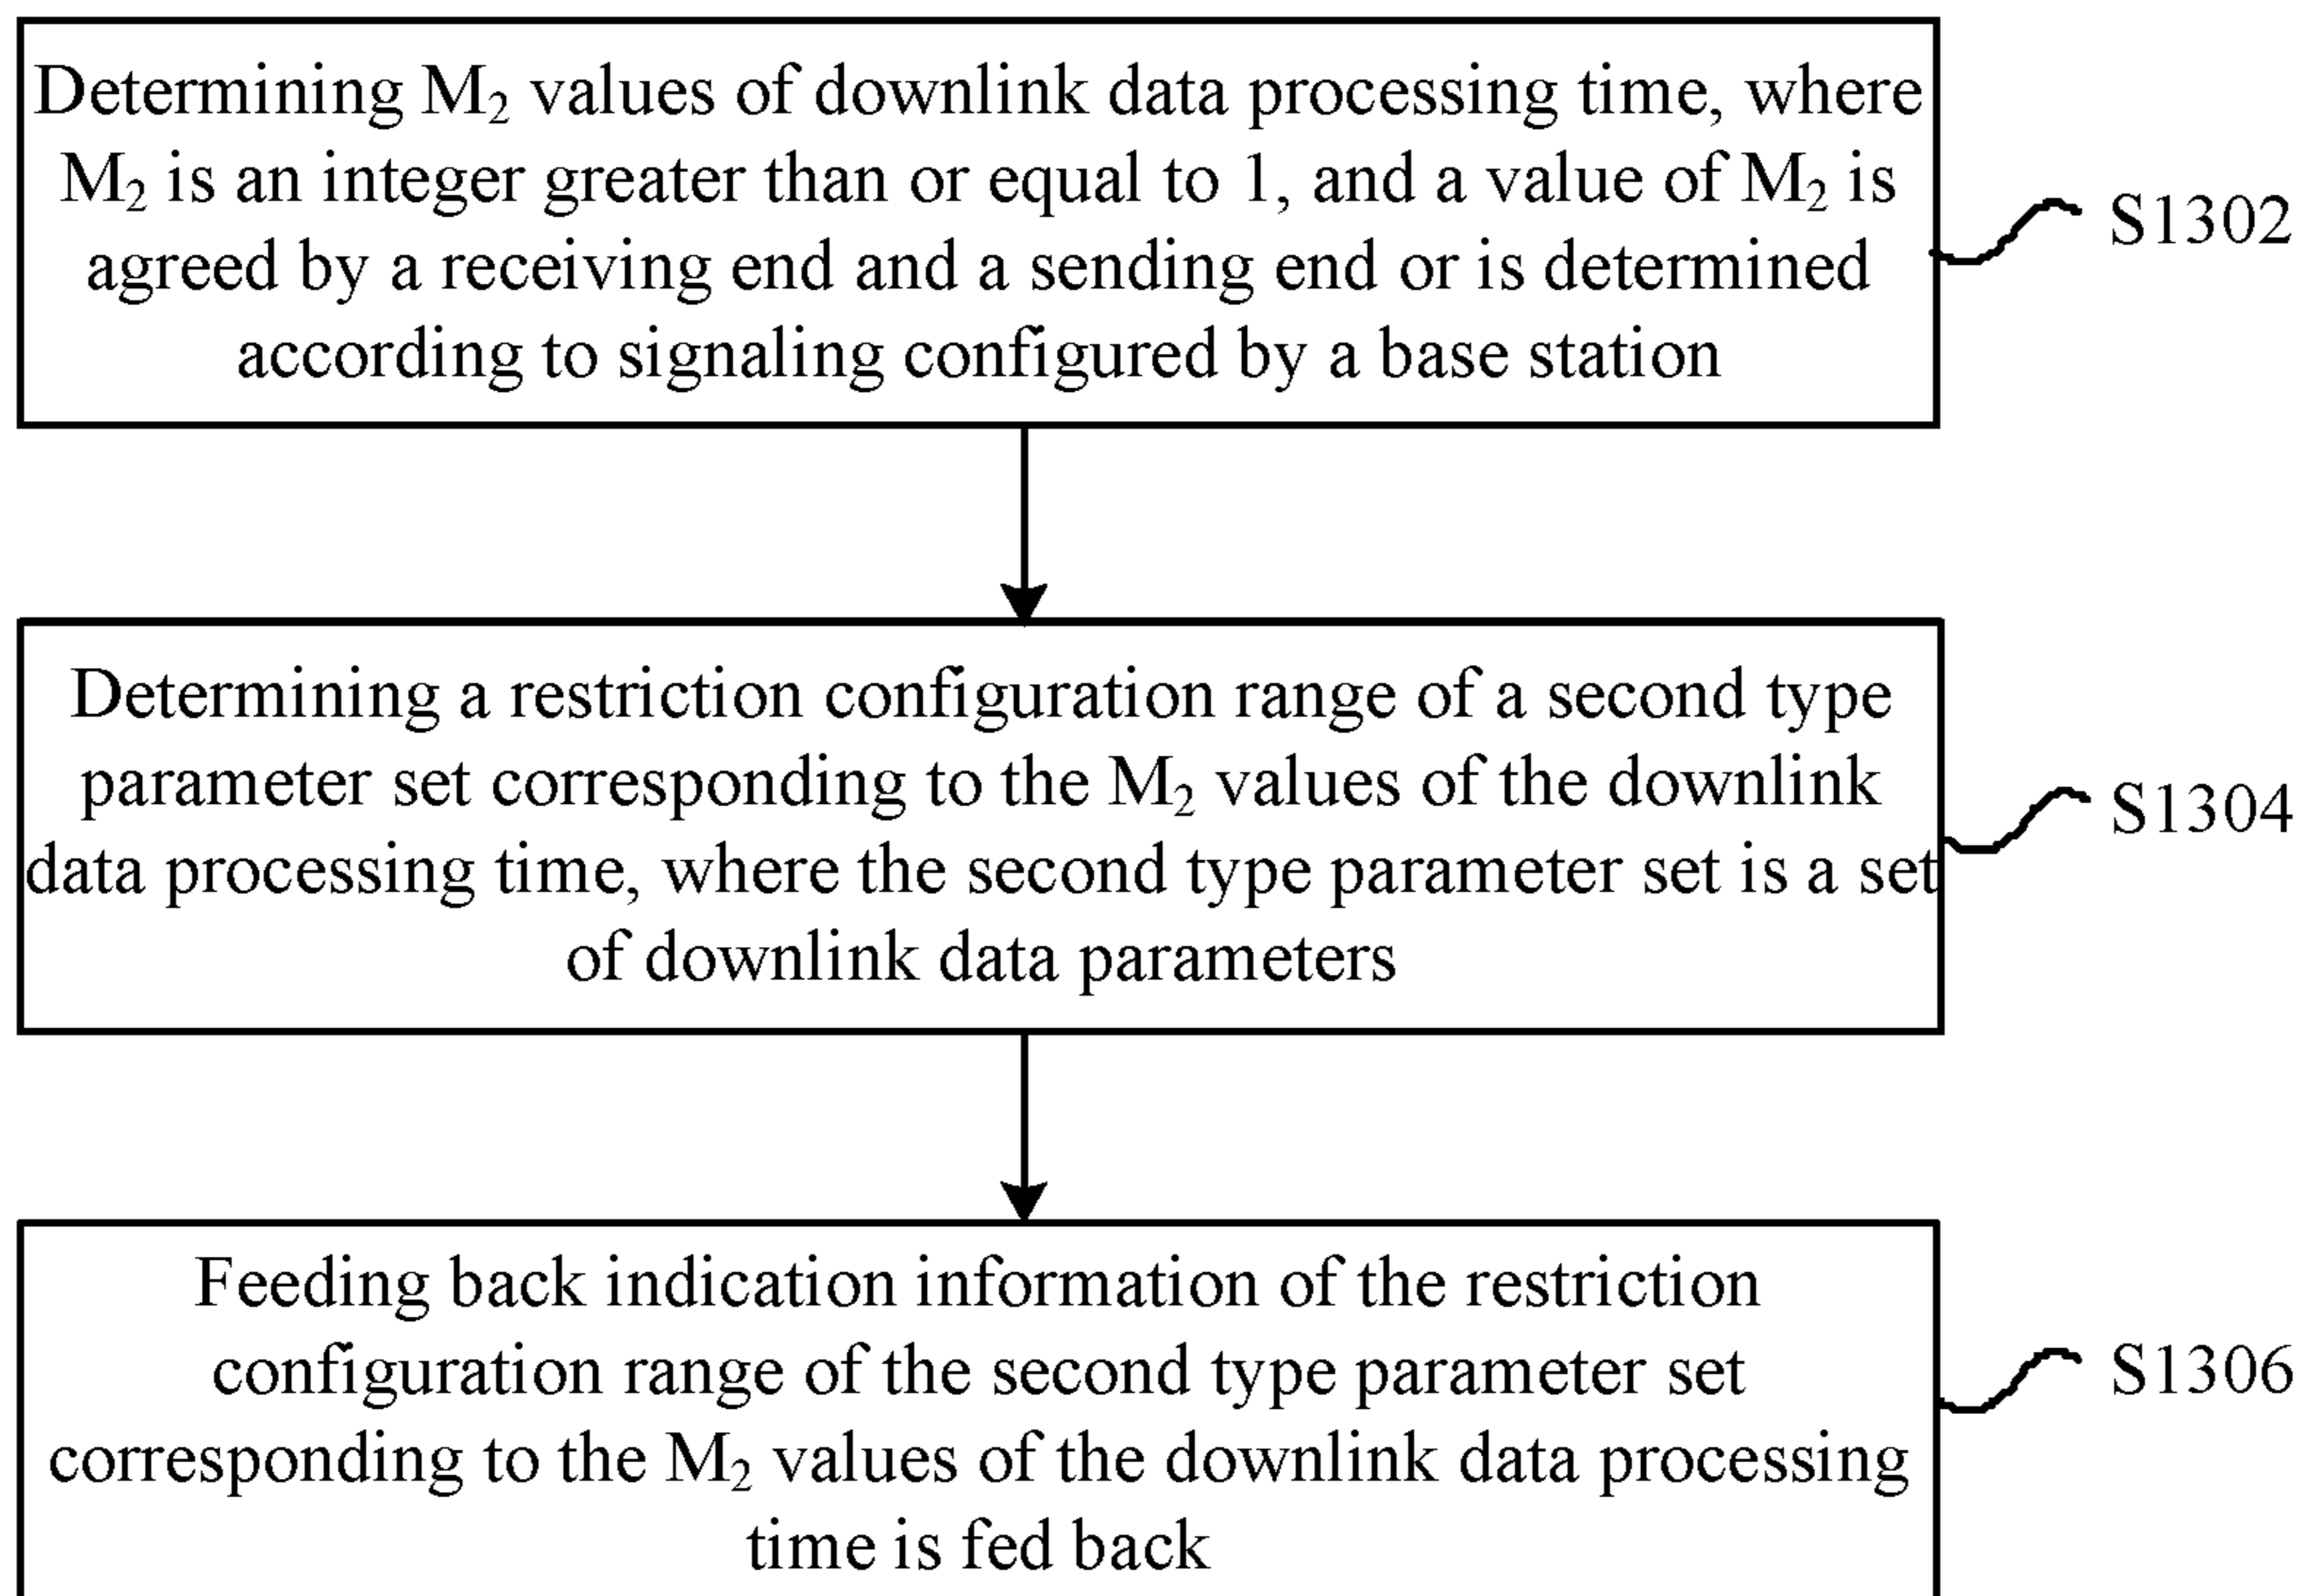 Determining M₂ values of downlink data processing time, where
M₂ is an integer greater than or equal to 1, and a value of M₂ is
agreed by a receiving end and a sending end or is determined
according to signaling configured by a base station
S1302
Determining a restriction configuration range of a second type
parameter set corresponding to the M₂ values of the downlink
data processing time, where the second type parameter set is a set
of downlink data parameters
S1304
Feeding back indication information of the restriction
configuration range of the second type parameter set
corresponding to the M₂ values of the downlink data processing
time is fed back
S1306